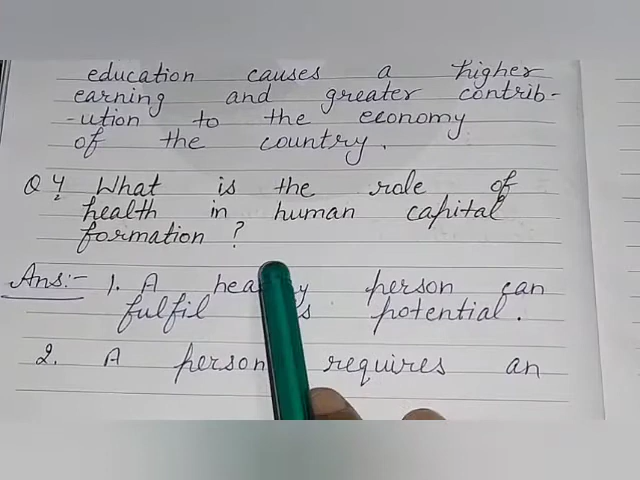 education causes a higher
earning and greater contrib-
-ution to the economy
of the country.
Q 4 What is the role of
health in human capital
formation ?
Ans:- 1. A person can
fulfil potential.
2. A person requires an